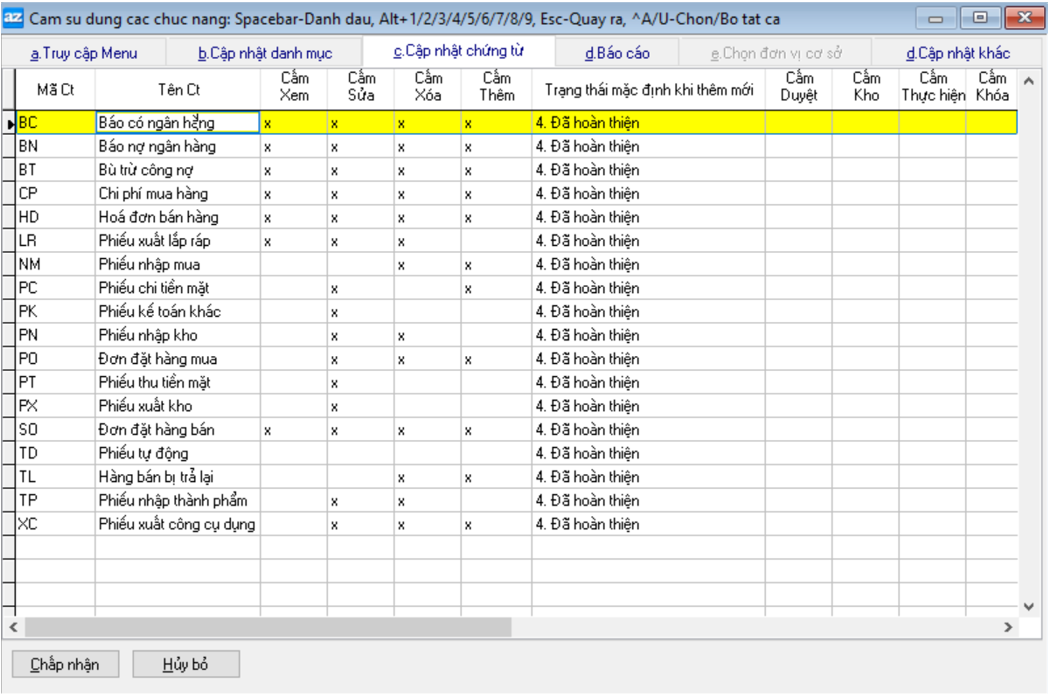 az Cam su dung cac chuc nang: Spacebar-Danh dau, Alt+1/2/3/4/5/6/7/8/9, Esc-Quay ra, ^A/U-Chon/Bo tat ca
a.Truy cập Menu b.Cập nhật danh mục c.Cập nhật chứng từ d.Báo cáo e.Chọn đơn vị cơ sở d.Cập nhật khác
Mã Ct Tên Ct Cấm Xem Cấm Sửa Cấm Xóa Cấm Thêm Trạng thái mặc định khi thêm mới Cấm Duyệt Cấm Kho Cấm Thực hiện Cấm Khóa
BC Báo có ngân hàng x x x x 4. Đã hoàn thiện
BN Báo nợ ngân hàng x x x x 4. Đã hoàn thiện
BT Bù trừ công nợ x x x x 4. Đã hoàn thiện
CP Chi phí mua hàng x x x x 4. Đã hoàn thiện
HD Hoá đơn bán hàng x x x x 4. Đã hoàn thiện
LR Phiếu xuất lắp ráp x x x 4. Đã hoàn thiện
NM Phiếu nhập mua x x 4. Đã hoàn thiện
PC Phiếu chi tiền mặt x x 4. Đã hoàn thiện
PK Phiếu kế toán khác x 4. Đã hoàn thiện
PN Phiếu nhập kho x x 4. Đã hoàn thiện
PO Đơn đặt hàng mua x x x 4. Đã hoàn thiện
PT Phiếu thu tiền mặt x 4. Đã hoàn thiện
PX Phiếu xuất kho x 4. Đã hoàn thiện
SO Đơn đặt hàng bán x x x x 4. Đã hoàn thiện
TD Phiếu tự động 4. Đã hoàn thiện
TL Hàng bán bị trả lại x x 4. Đã hoàn thiện
TP Phiếu nhập thành phẩm x x 4. Đã hoàn thiện
XC Phiếu xuất công cụ dụng x x x 4. Đã hoàn thiện
Chấp nhận Hủy bỏ